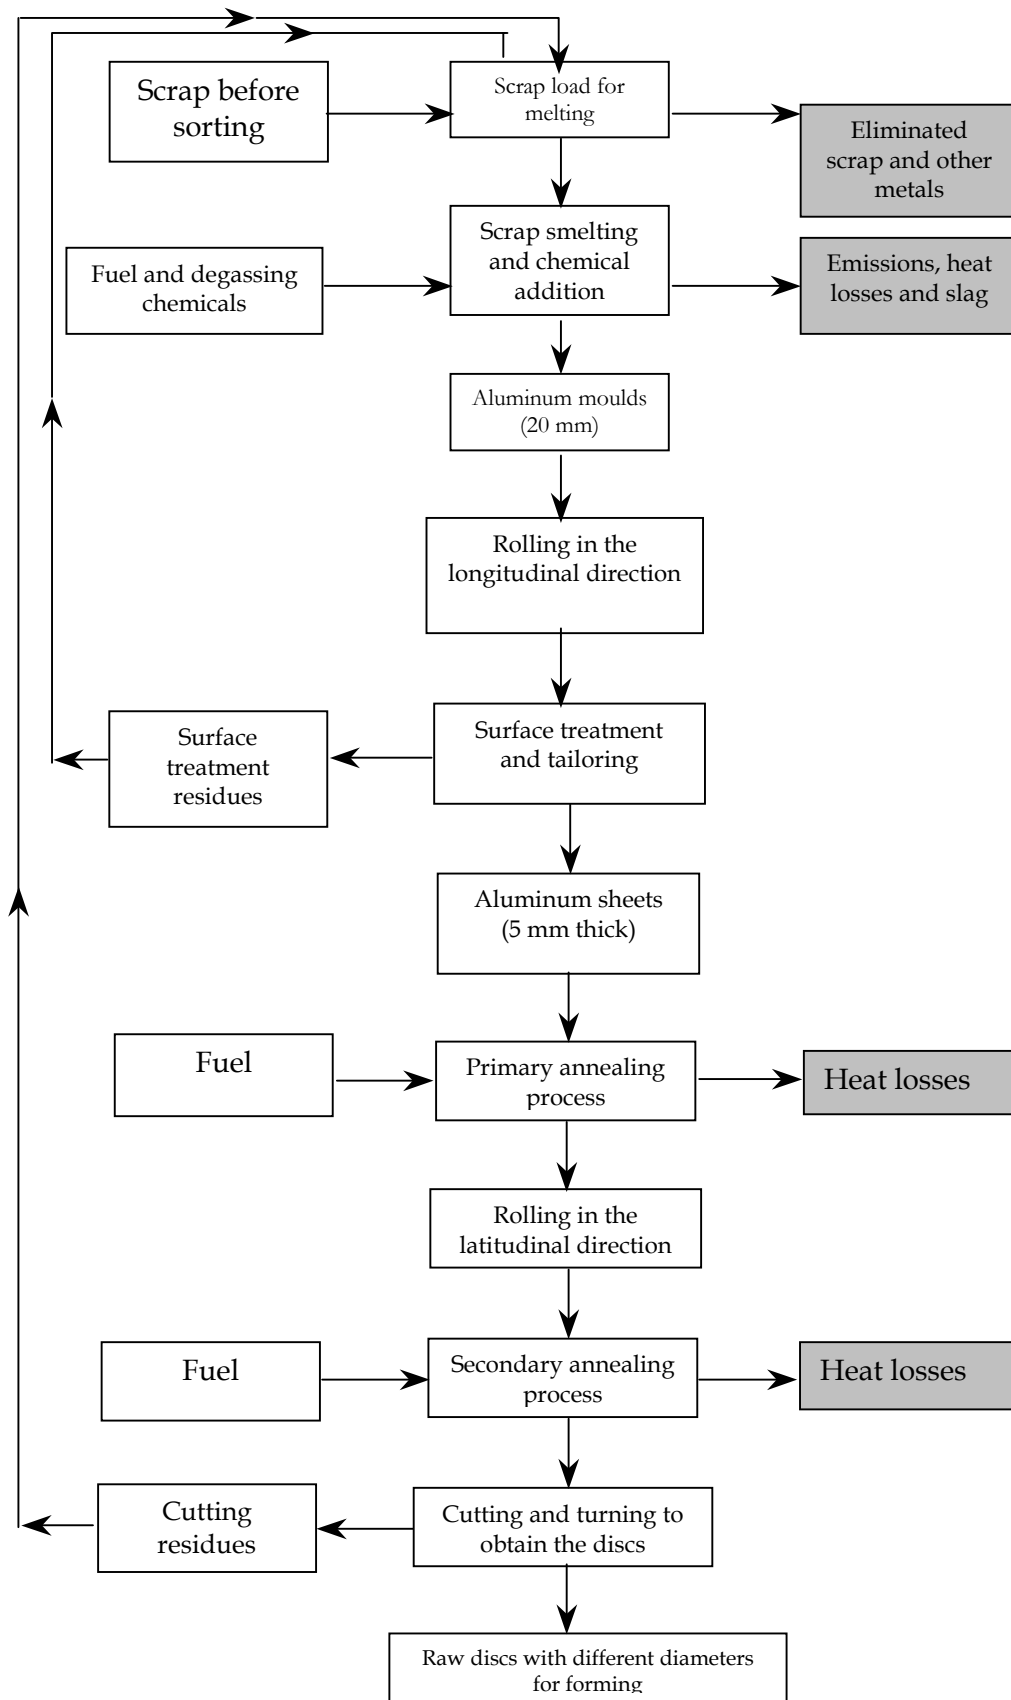 Scrap before
sorting
Scrap load for
melting
Eliminated
scrap and other
metals
Fuel and degassing
chemicals
Scrap smelting
and chemical
addition
Emissions, heat
losses and slag
Aluminum moulds
(20 mm)
Rolling in the
longitudinal direction
Surface
treatment
residues
Surface treatment
and tailoring
Aluminum sheets
(5 mm thick)
Fuel
Primary annealing
process
Heat losses
Rolling in the
latitudinal direction
Fuel
Secondary annealing
process
Heat losses
Cutting
residues
Cutting and turning to
obtain the discs
Raw discs with different diameters
for forming